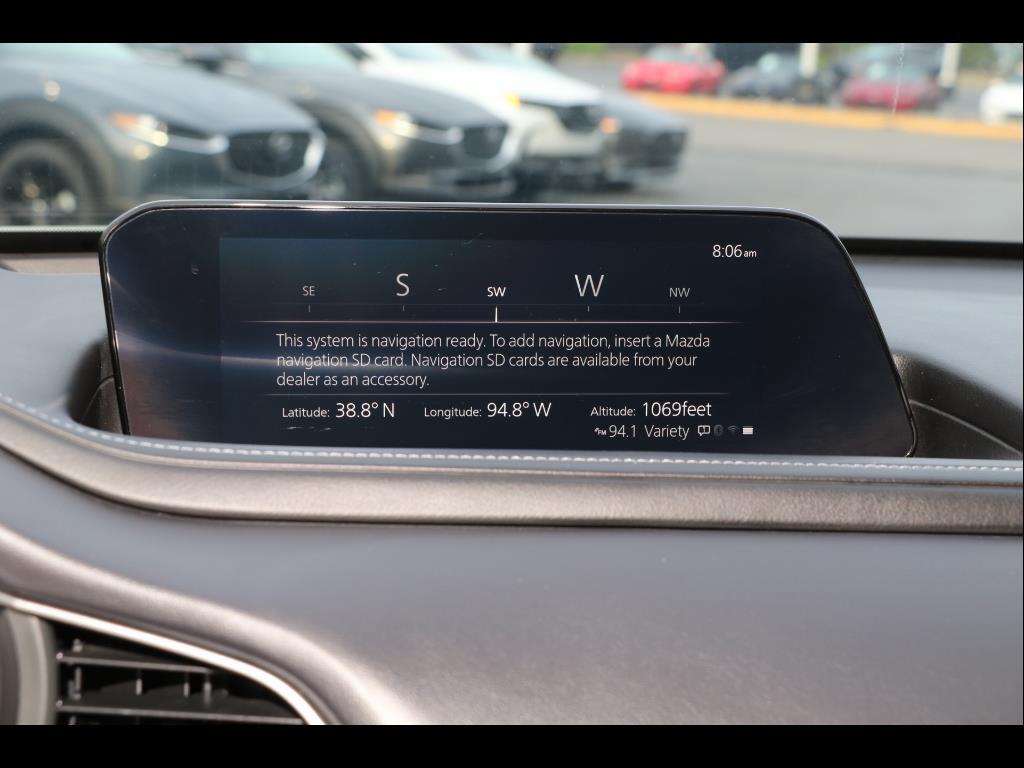 8:06am
SE S SW W NW
This system is navigation ready. To add navigation, insert a Mazda
navigation SD card. Navigation SD cards are available from your
dealer as an accessory.
Latitude: 38.8° N Longitude: 94.8° W Altitude: 1069feet
FM 94.1 Variety